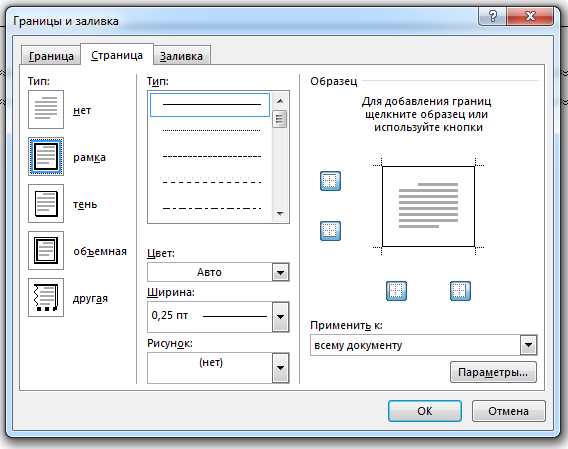 Границы и заливка
Граница
Страница
Заливка
Тип:
нет
рамка
тень
объемная
другая
Тип:
Цвет:
Авто
Ширина:
0,25 пт
Рисунок:
(нет)
Образец
Для добавления границ
щелкните образец или
используйте кнопки
Применить к:
всему документу
Параметры...
ОК
Отмена